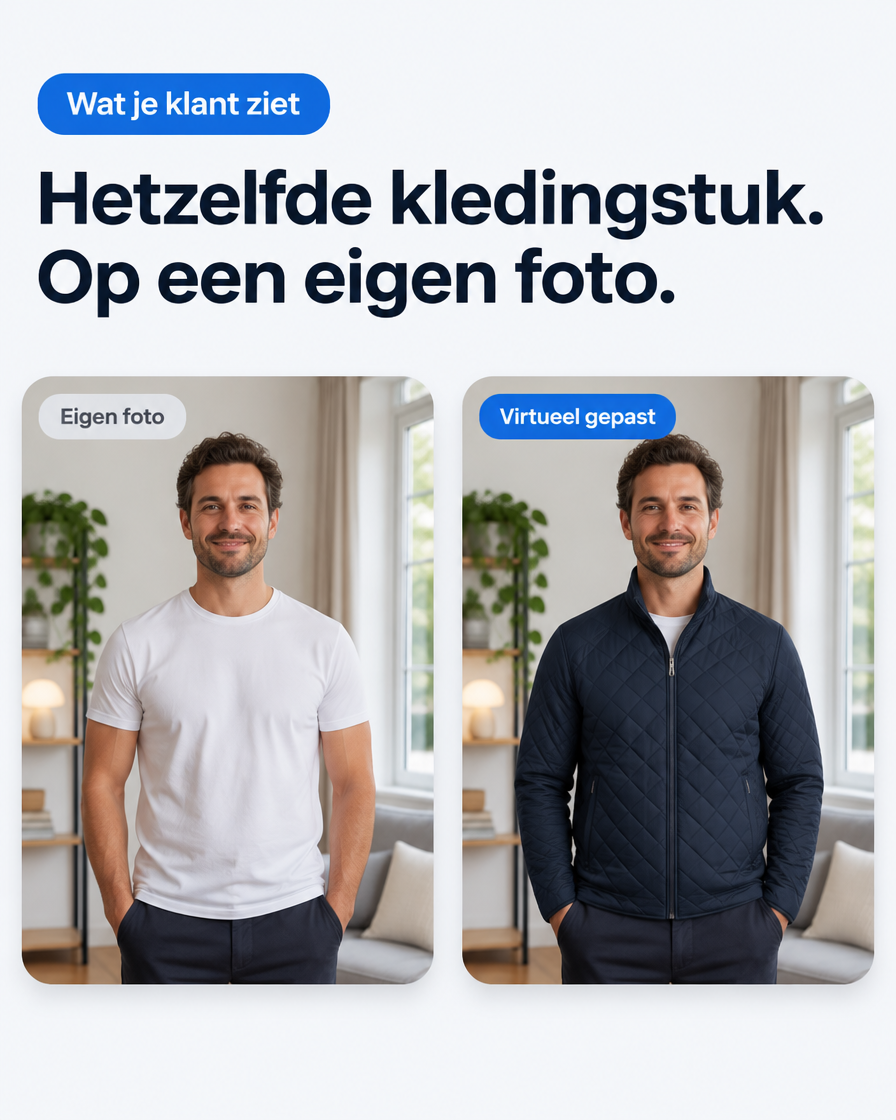 Wat je klant ziet
Hetzelfde kledingstuk.
Op een eigen foto.
Eigen foto
Virtueel gepast